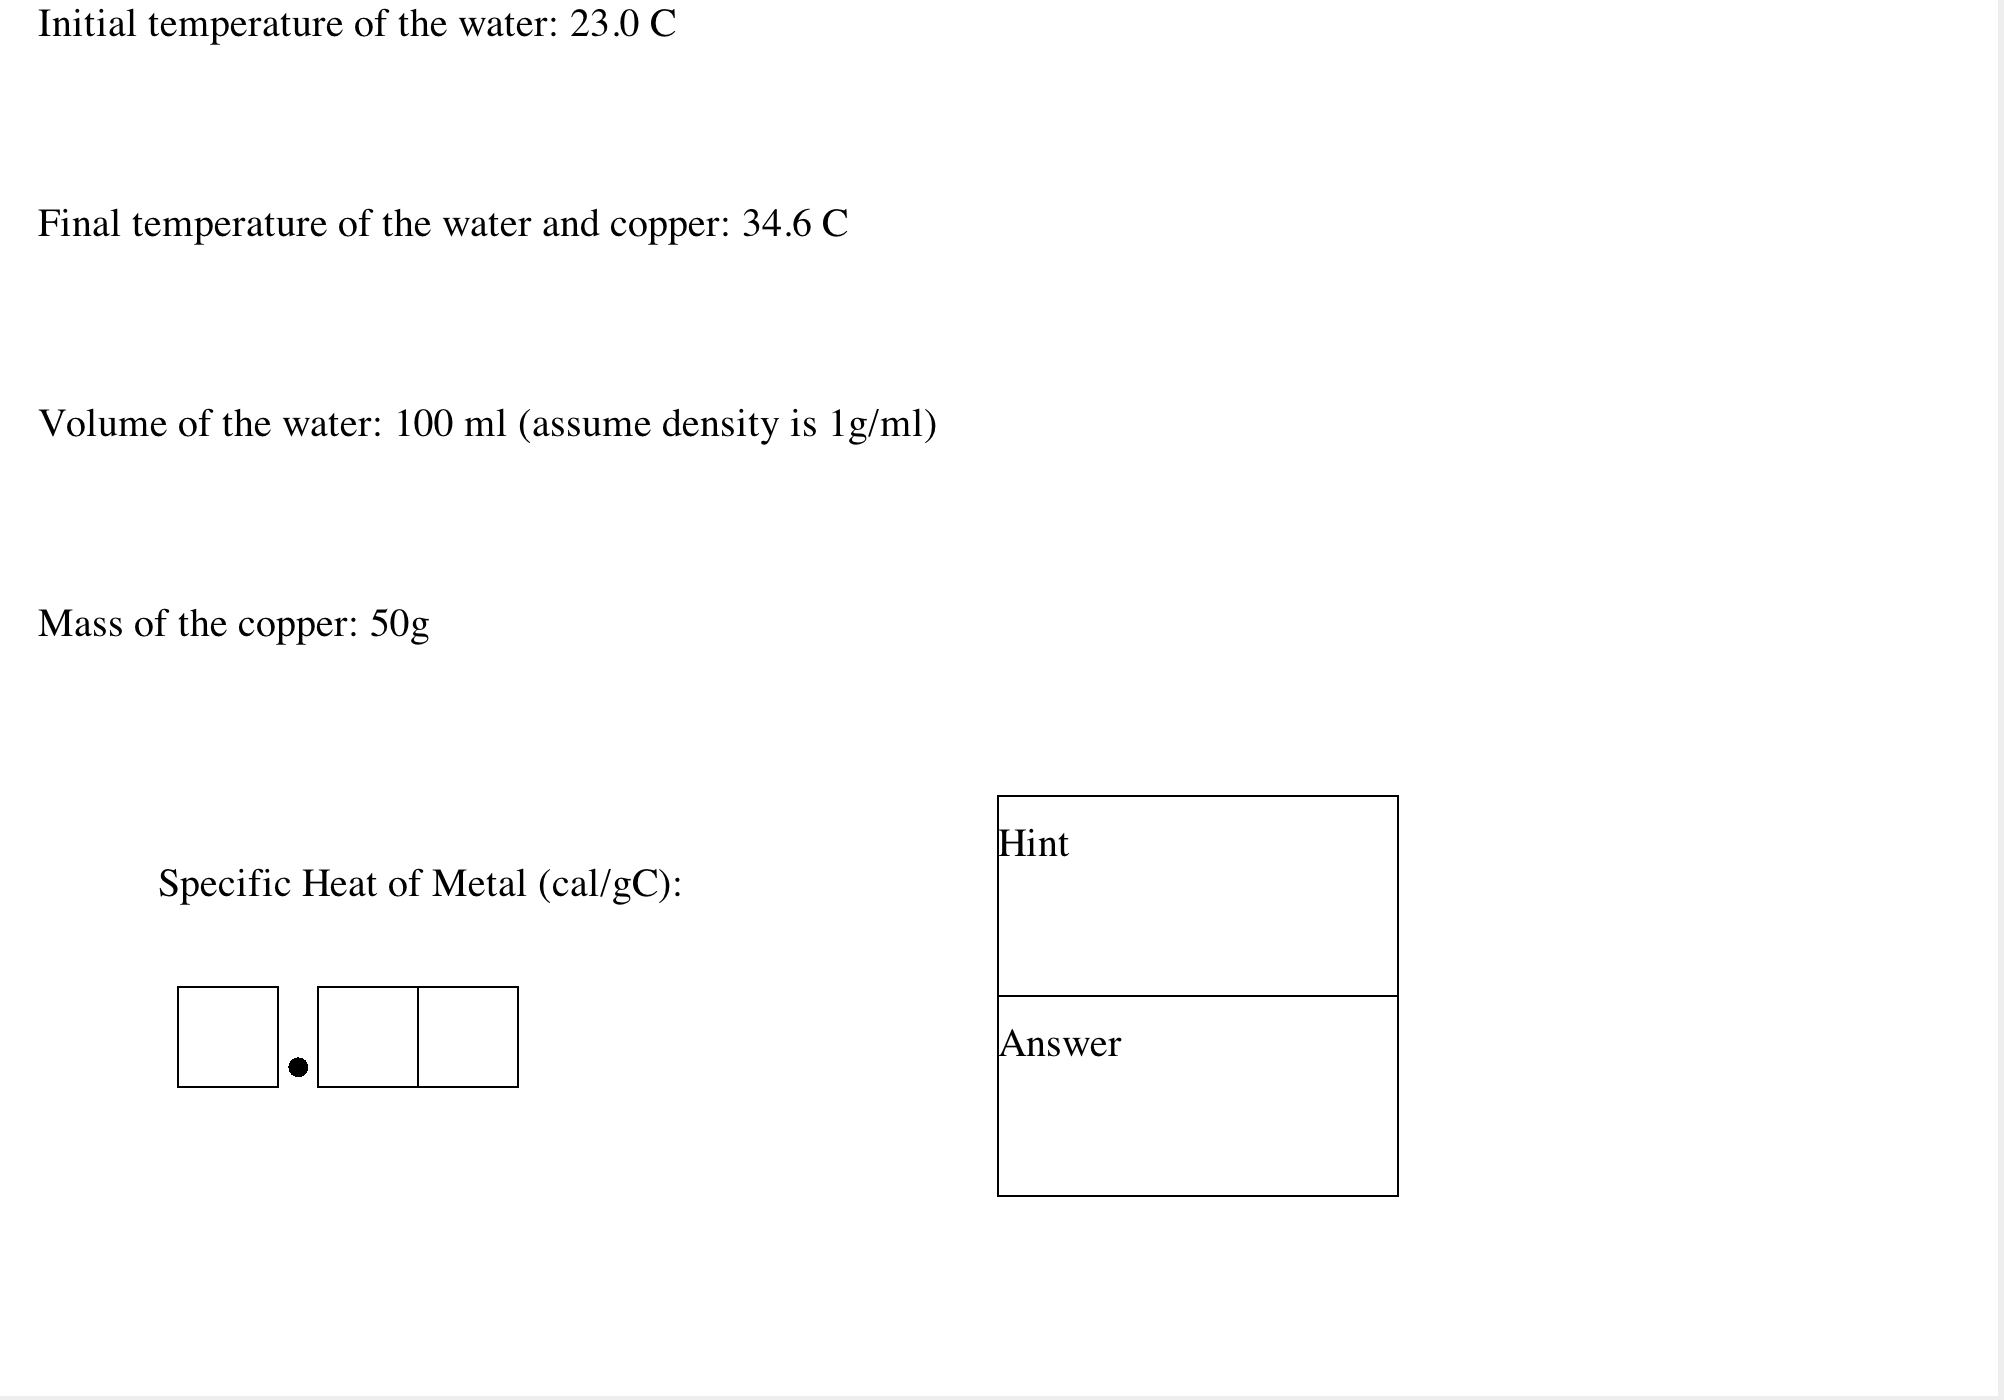 Initial temperature of the water: 23.0 C
Final temperature of the water and copper: 34.6 C
Volume of the water: 100 ml (assume density is 1g/ml)
Mass of the copper: 50g
Specific Heat of Metal (cal/gC):
Hint
Answer